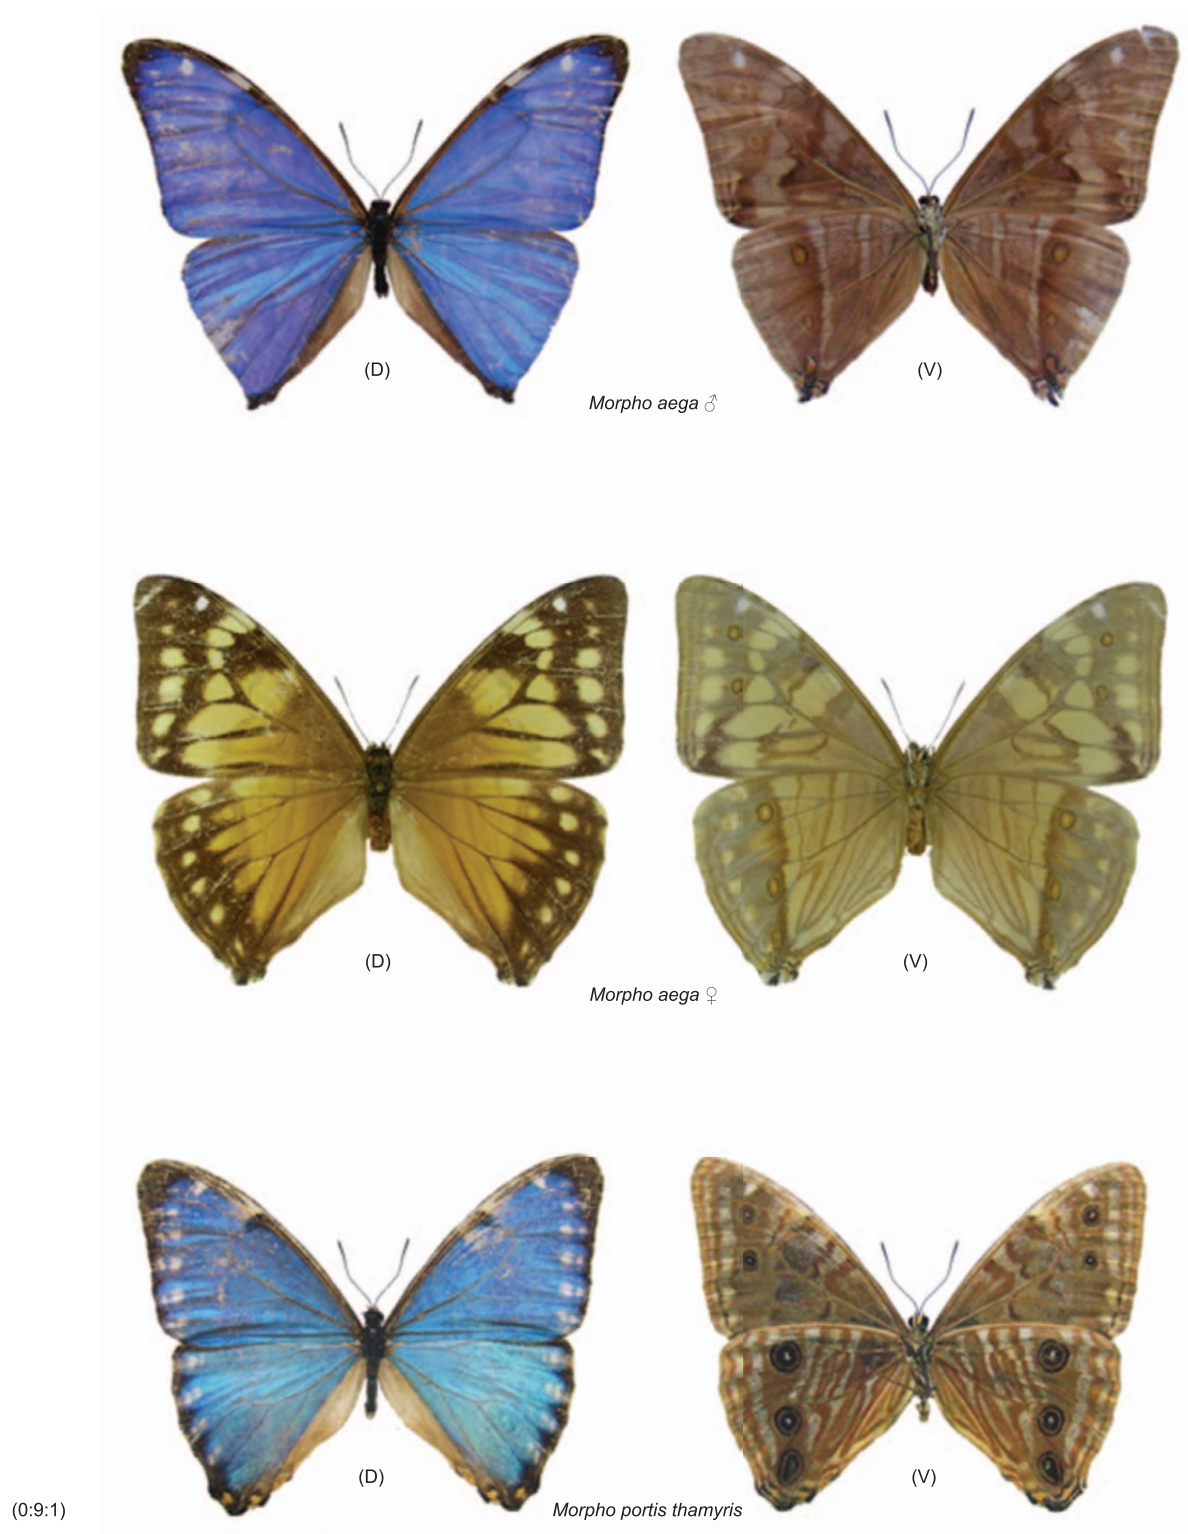 (D)
(V)
Morpho aega ♂
(D)
(V)
Morpho aega ♀
(D)
(V)
(0:9:1)
Morpho portis thamyris